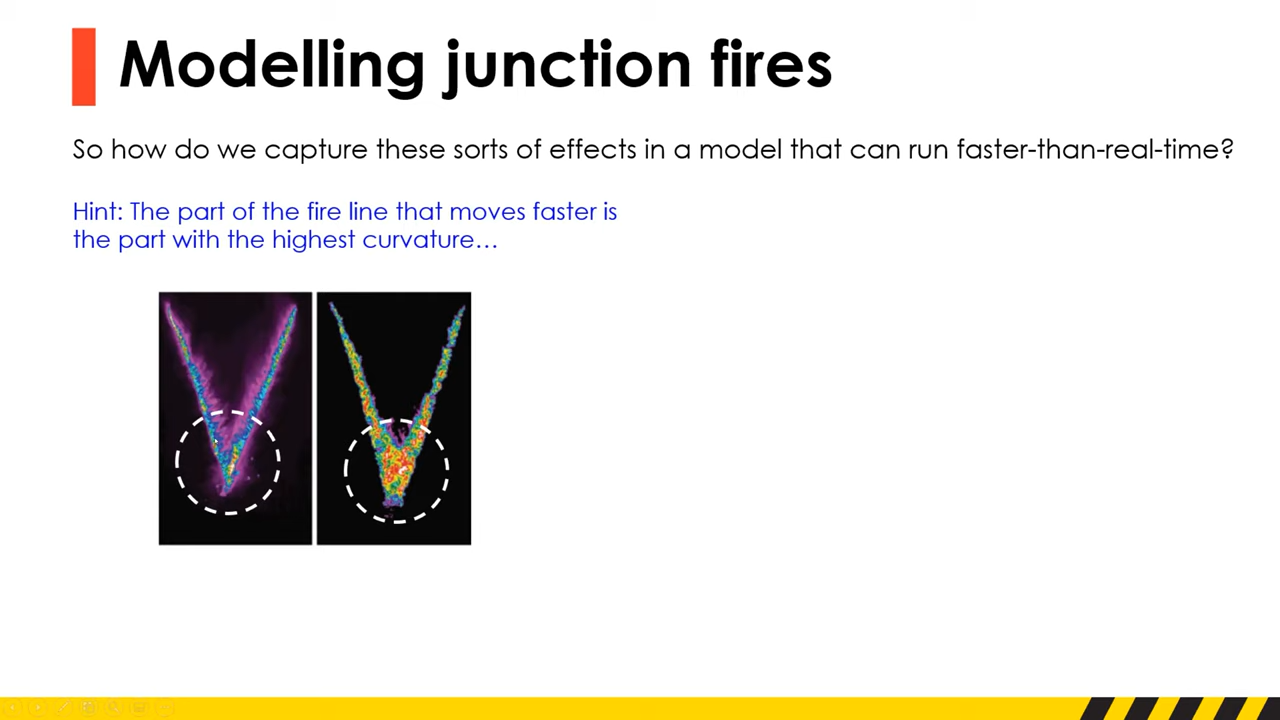 Modelling junction fires
So how do we capture these sorts of effects in a model that can run faster-than-real-time?
Hint: The part of the fire line that moves faster is
the part with the highest curvature…